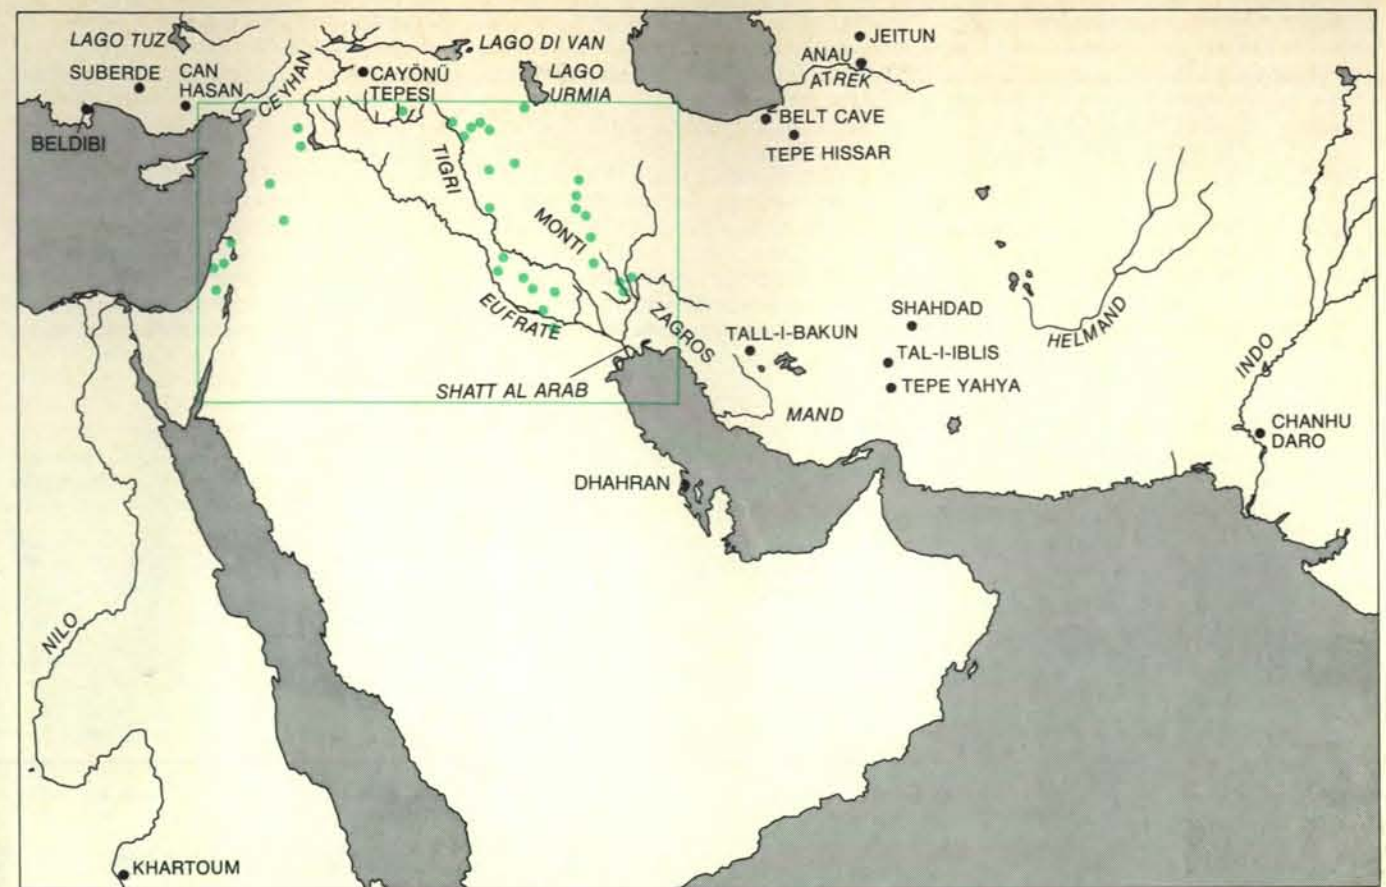 LAGO TUZ
LAGO DI VAN
JEITUN
SUBERDE
CAN
HASAN
CEYHAN
CAYÖNÜ
TEPESI
LAGO
URMIA
ANAU
ATREK
BELDIBI
BELT CAVE
TEPE HISSAR
TIGRI
MONTI
ZAGROS
EUFRATE
SHATT AL ARAB
TALL-I-BAKUN
MAND
SHAHDAD
TAL-I-IBLIS
TEPE YAHYA
HELMAND
INDO
CHANHU
DARO
DHAHRAN
NILO
KHARTOUM